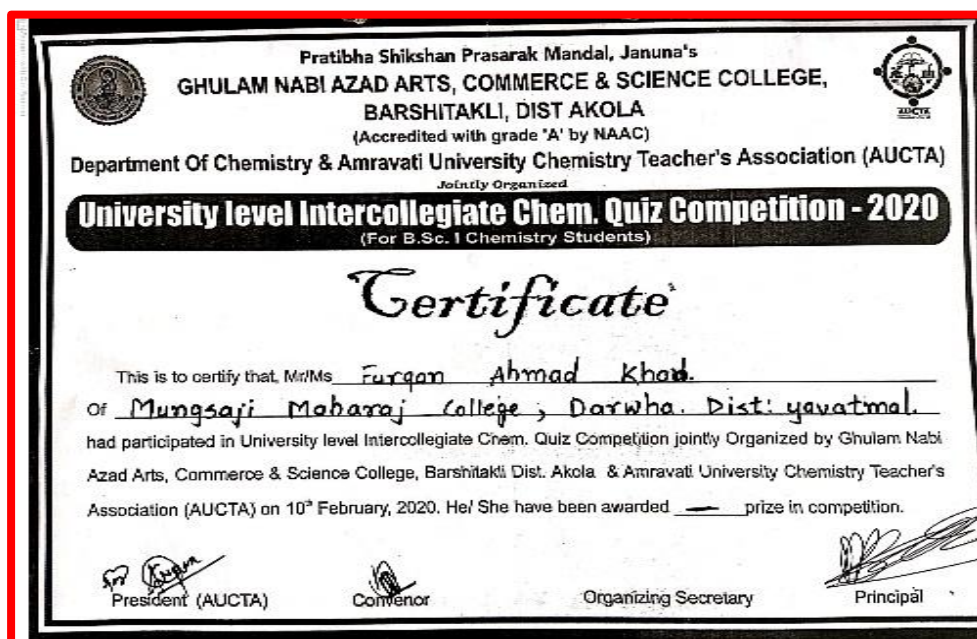 Pratibha Shikshan Prasarak Mandal, Januna's
GHULAM NABI AZAD ARTS, COMMERCE & SCIENCE COLLEGE,
BARSHITAKLI, DIST AKOLA
(Accredited with grade 'A' by NAAC)
AUCTA
Department Of Chemistry & Amravati University Chemistry Teacher's Association (AUCTA)
Jointly Organized
University level Intercollegiate Chem. Quiz Competition - 2020
(For B.Sc. I Chemistry Students)
Certificate
This is to certify that, Mr/Ms Furqan Ahmad Khan.
Of Mungsaji Maharaj College, Darwha. Dist: yavatmal.
had participated in University level Intercollegiate Chem. Quiz Competition jointly Organized by Ghulam Nabi
Azad Arts, Commerce & Science College, Barshitakli Dist. Akola & Amravati University Chemistry Teacher's
Association (AUCTA) on 10th February, 2020. He/ She have been awarded — prize in competition.
for
President (AUCTA) Convenor Organizing Secretary Principal